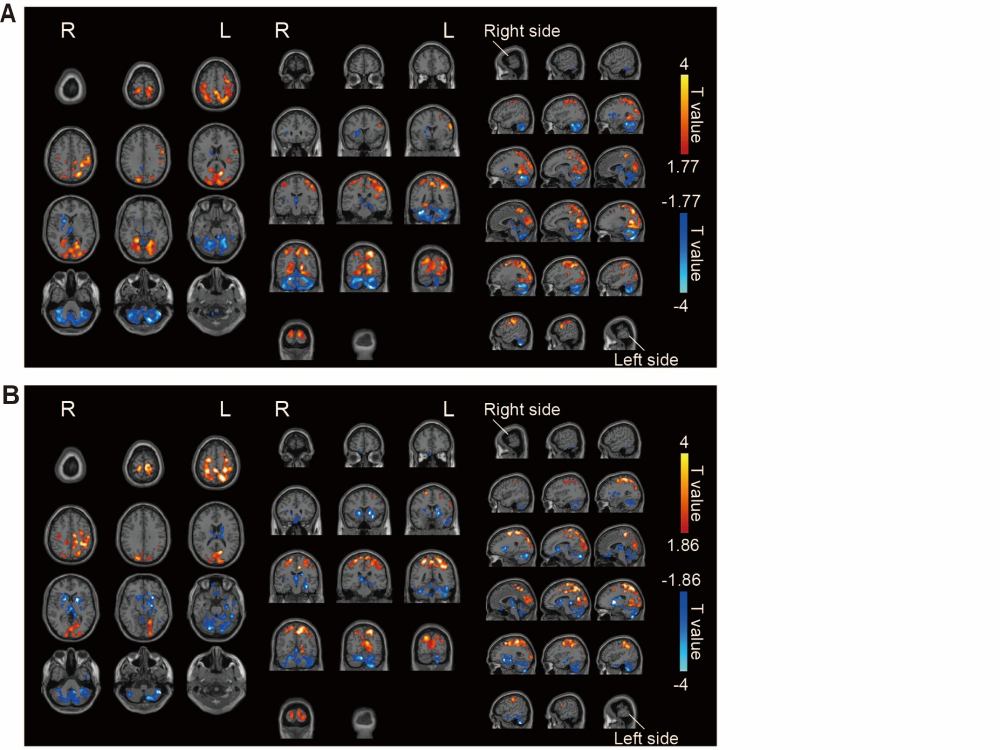 A
R L R L Right side
4
T value
1.77
-1.77
T value
-4
Left side
B
R L R L Right side
4
T value
1.86
-1.86
T value
-4
Left side